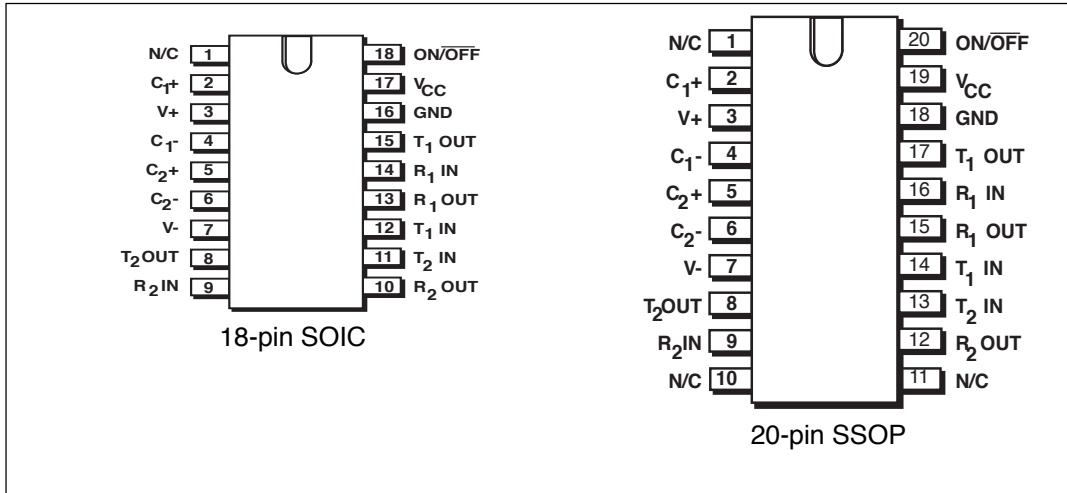 N/C 1 18 ON/OFF
C1+ 2 17 VCC
V+ 3 16 GND
C1- 4 15 T1 OUT
C2+ 5 14 R1 IN
C2- 6 13 R1 OUT
V- 7 12 T1 IN
T2OUT 8 11 T2 IN
R2IN 9 10 R2 OUT
18-pin SOIC
N/C 1 20 ON/OFF
C1+ 2 19 VCC
V+ 3 18 GND
C1- 4 17 T1 OUT
C2+ 5 16 R1 IN
C2- 6 15 R1 OUT
V- 7 14 T1 IN
T2OUT 8 13 T2 IN
R2IN 9 12 R2 OUT
N/C 10 11 N/C
20-pin SSOP